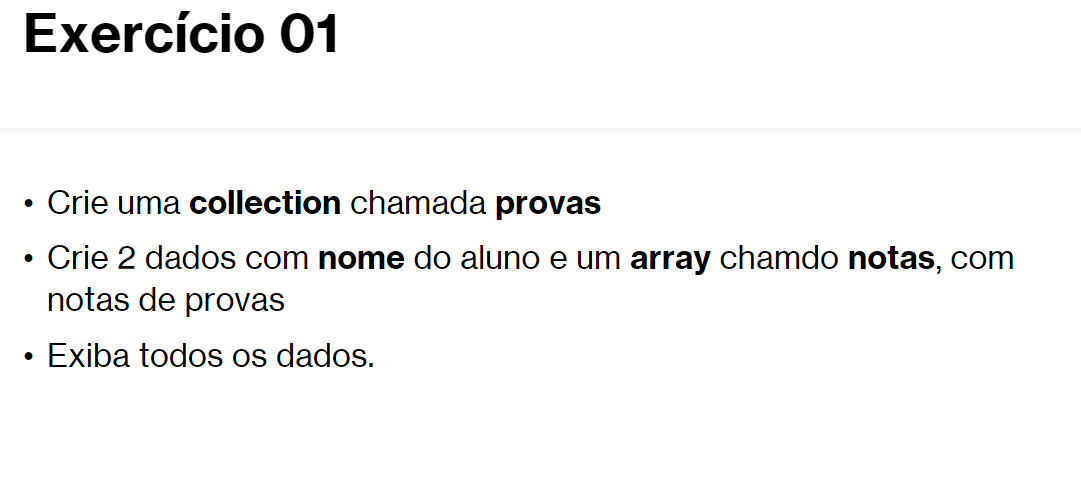 Exercício 01
• Crie uma collection chamada provas
• Crie 2 dados com nome do aluno e um array chamdo notas, com
notas de provas
• Exiba todos os dados.